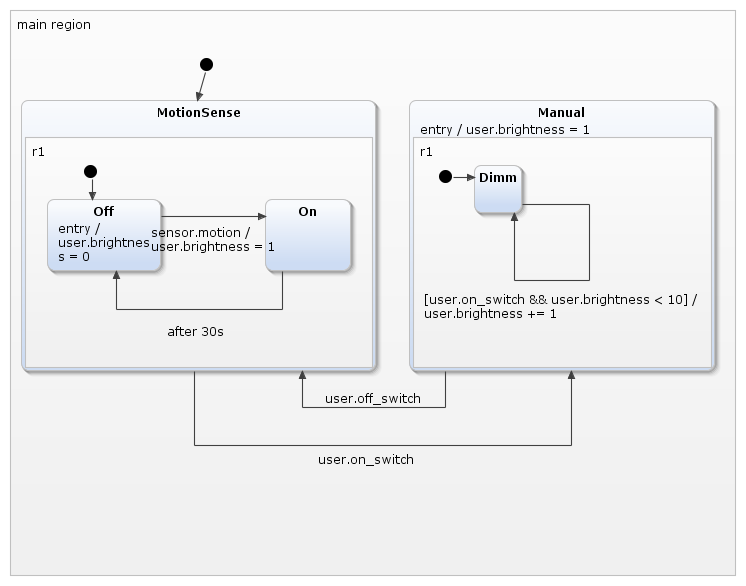 main region
MotionSense
r1
Off
entry /
user.brightnes
s = 0
sensor.motion /
user.brightness = 1
On
after 30s
Manual
entry / user.brightness = 1
r1
Dimm
[user.on_switch && user.brightness < 10] /
user.brightness += 1
user.off_switch
user.on_switch